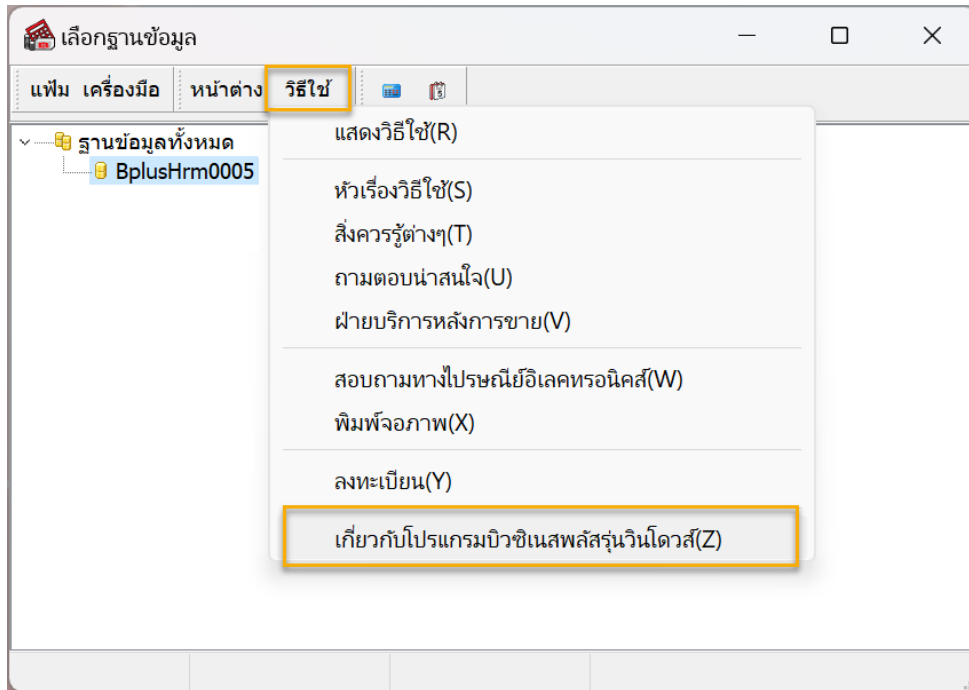 เลือกฐานข้อมูล
แฟ้ม เครื่องมือ หน้าต่าง วิธีใช้
ฐานข้อมูลทั้งหมด
BplusHrm0005
แสดงวิธีใช้(R)
หัวเรื่องวิธีใช้(S)
สิ่งควรรู้ต่างๆ(T)
ถามตอบน่าสนใจ(U)
ฝ่ายบริการหลังการขาย(V)
สอบถามทางไปรษณีย์อิเลคทรอนิคส์(W)
พิมพ์จอภาพ(X)
ลงทะเบียน(Y)
เกี่ยวกับโปรแกรมบิวซิเนสพลัสรุ่นวินโดวส์(Z)